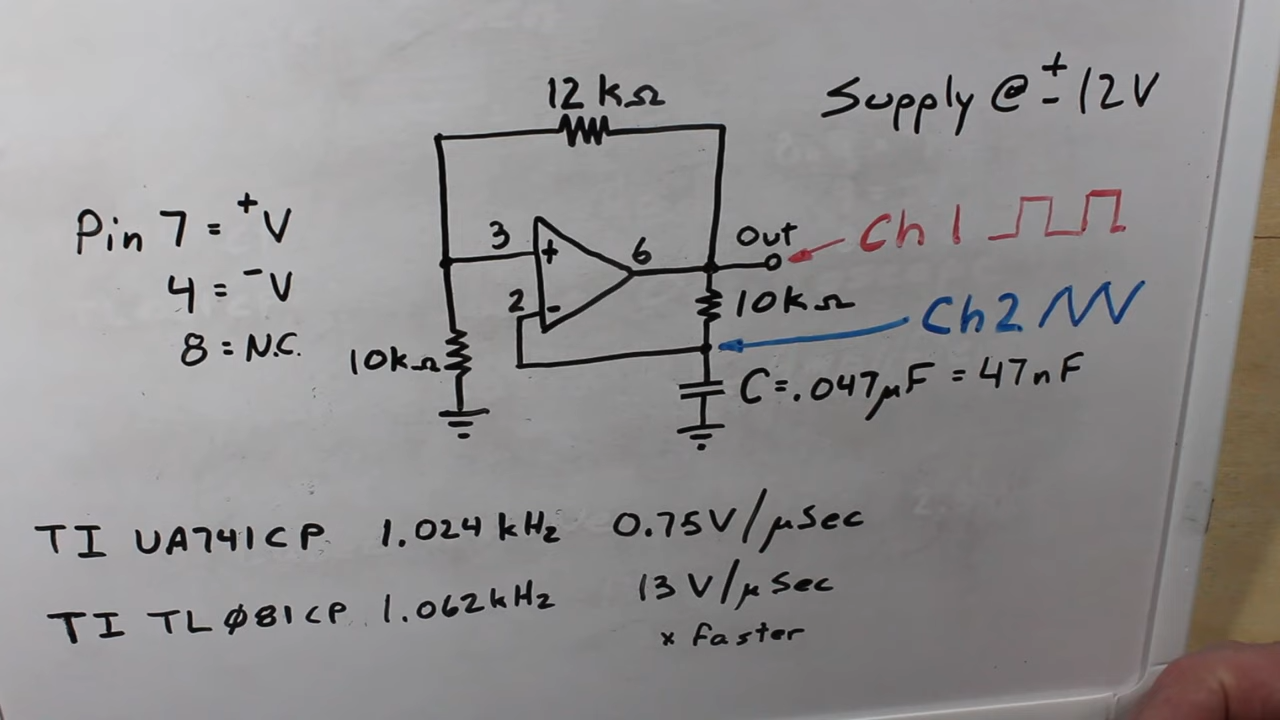 12 kΩ
Supply @ ± 12V
Pin 7 = +V
4 = -V
8 = N.C.
3
+
6
Out
Ch 1
2
-
10kΩ
Ch2
10kΩ
C = .047µF = 47nF
TI UA741CP 1.024 kHz 0.75V/µSec
TI TLØ81CP 1.062kHz 13 V/µSec
x faster